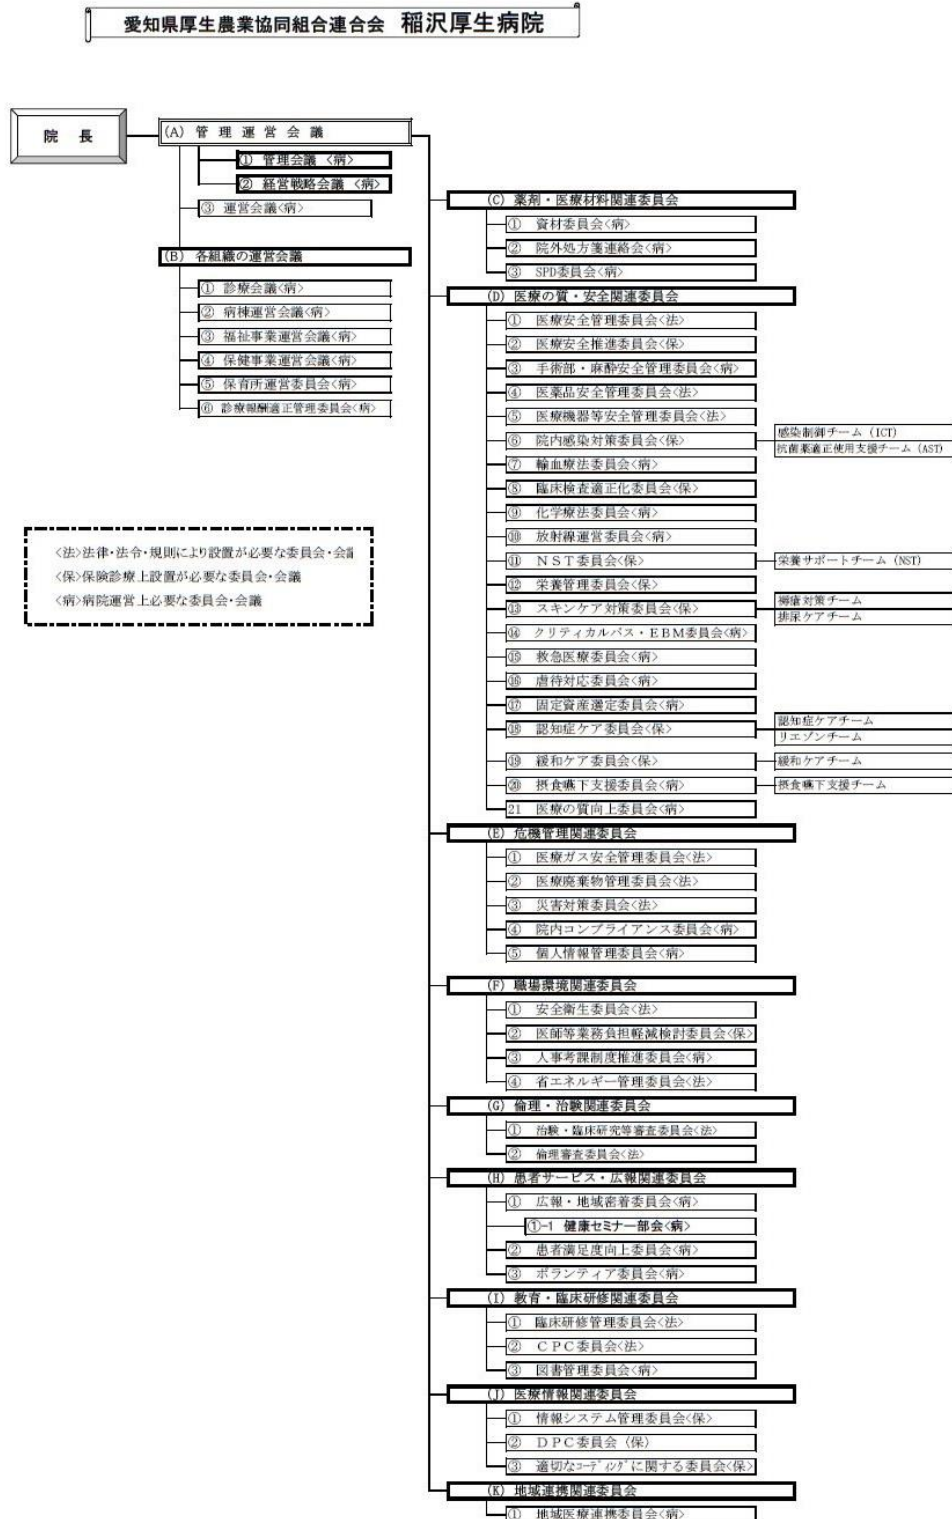 愛知県厚生農業協同組合連合会 稲沢厚生病院
院 長
(A) 管 理 運 営 会 議
① 管理会議 〈病〉
② 経営戦略会議 〈病〉
③ 運営会議〈病〉
(B) 各組織の運営会議
① 診療会議〈病〉
② 病棟運営会議〈病〉
③ 福祉事業運営会議〈病〉
④ 保健事業運営会議〈病〉
⑤ 保育所運営委員会〈病〉
⑥ 診療報酬適正管理委員会〈病〉
〈法〉法律・法令・規則により設置が必要な委員会・会議
〈保〉保険診療上設置が必要な委員会・会議
〈病〉病院運営上必要な委員会・会議
(C) 薬剤・医療材料関連委員会
① 資材委員会〈病〉
② 院外処方箋連絡会〈病〉
③ SPD委員会〈病〉
(D) 医療の質・安全関連委員会
① 医療安全管理委員会〈法〉
② 医療安全推進委員会〈保〉
③ 手術部・麻酔安全管理委員会〈病〉
④ 医薬品安全管理委員会〈法〉
⑤ 医療機器等安全管理委員会〈法〉
⑥ 院内感染対策委員会〈保〉
感染制御チーム (ICT)
抗菌薬適正使用支援チーム (AST)
⑦ 輸血療法委員会〈病〉
⑧ 臨床検査適正化委員会〈保〉
⑨ 化学療法委員会〈病〉
⑩ 放射線運営委員会〈病〉
⑪ ＮＳＴ委員会〈保〉
栄養サポートチーム (NST)
⑫ 栄養管理委員会〈保〉
⑬ スキンケア対策委員会〈保〉
褥瘡対策チーム
排尿ケアチーム
⑭ クリティカルパス・ＥＢＭ委員会〈病〉
⑮ 救急医療委員会〈病〉
⑯ 虐待対応委員会〈病〉
⑰ 固定資産選定委員会〈病〉
⑱ 認知症ケア委員会〈保〉
認知症ケアチーム
リエゾンチーム
⑲ 緩和ケア委員会〈保〉
緩和ケアチーム
⑳ 摂食嚥下支援委員会〈病〉
摂食嚥下支援チーム
21 医療の質向上委員会〈病〉
(E) 危機管理関連委員会
① 医療ガス安全管理委員会〈法〉
② 医療廃棄物管理委員会〈法〉
③ 災害対策委員会〈法〉
④ 院内コンプライアンス委員会〈病〉
⑤ 個人情報管理委員会〈病〉
(F) 職場環境関連委員会
① 安全衛生委員会〈法〉
② 医師等業務負担軽減検討委員会〈保〉
③ 人事考課制度推進委員会〈病〉
④ 省エネルギー管理委員会〈法〉
(G) 倫理・治験関連委員会
① 治験・臨床研究等審査委員会〈法〉
② 倫理審査委員会〈法〉
(H) 患者サービス・広報関連委員会
① 広報・地域密着委員会〈病〉
①-1 健康セミナー部会〈病〉
② 患者満足度向上委員会〈病〉
③ ボランティア委員会〈病〉
(I) 教育・臨床研修関連委員会
① 臨床研修管理委員会〈法〉
② ＣＰＣ委員会〈法〉
③ 図書管理委員会〈病〉
(J) 医療情報関連委員会
① 情報システム管理委員会〈保〉
② ＤＰＣ委員会（保）
③ 適切なｺｰﾃﾞｨﾝｸﾞに関する委員会〈保〉
(K) 地域連携関連委員会
① 地域医療連携委員会〈病〉